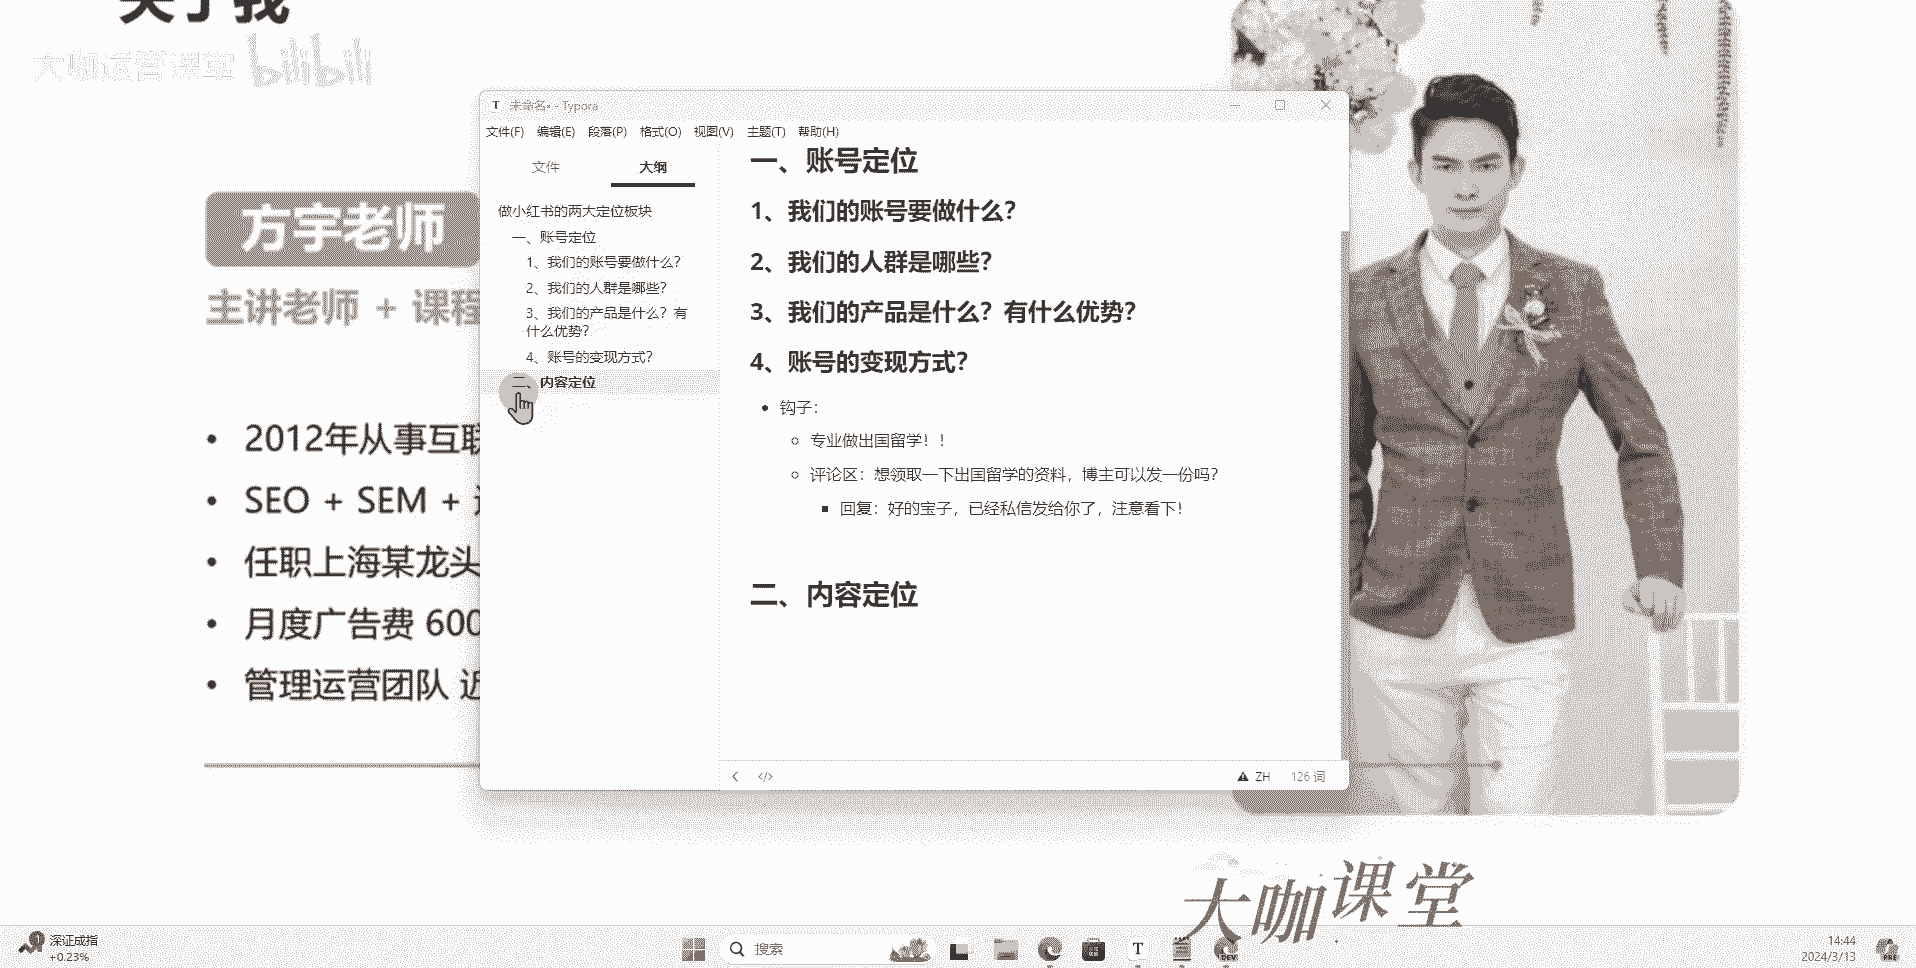 关于我
大咖运营课堂 bilibili
方宇老师
主讲老师 + 课程
2012年从事互联
SEO + SEM +
任职上海某龙头
月度广告费 600
管理运营团队 近
T 未命名• - Typora
文件(F) 编辑(E) 段落(P) 格式(O) 视图(V) 主题(T) 帮助(H)
文件 大纲
做小红书的两大定位板块
一、账号定位
1、我们的账号要做什么？
2、我们的人群是哪些？
3、我们的产品是什么？有
什么优势？
4、账号的变现方式？
二、内容定位
一、账号定位
1、我们的账号要做什么？
2、我们的人群是哪些？
3、我们的产品是什么？有什么优势？
4、账号的变现方式？
钩子：
专业做出国留学！！
评论区：想领取一下出国留学的资料，博主可以发一份吗？
回复：好的宝子，已经私信发给你了，注意看下！
二、内容定位
ZH 126 词
大咖课堂
深证成指
+0.23%
搜索
T
DEV
14:44
2024/3/13
PRE